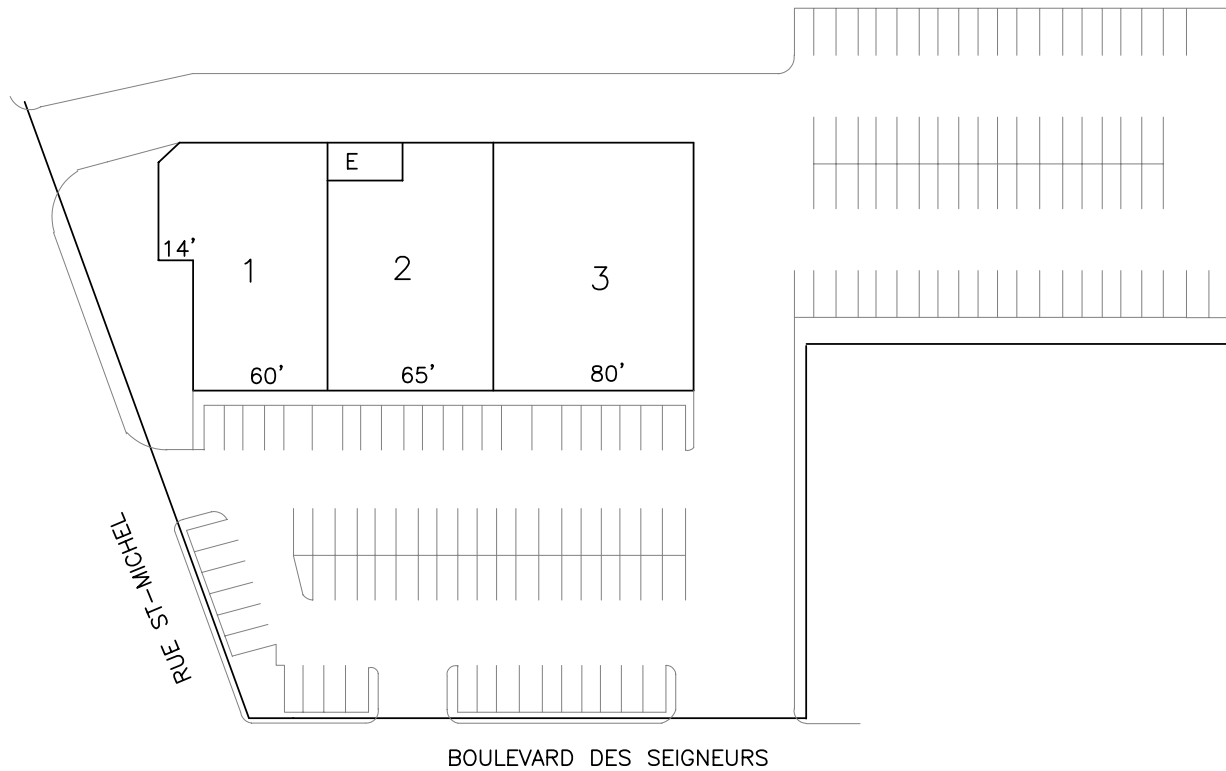 E
14'
1
2
3
60'
65'
80'
RUE ST-MICHEL
BOULEVARD DES SEIGNEURS